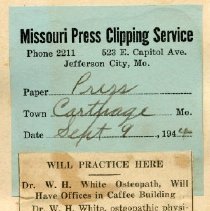 Missouri Press Clipping Service
Phone 2211 523 E. Capitol Ave.
Jefferson City, Mo.
Paper Press
Town Carthage Mo.
Date Sept 9, 194
WILL PRACTICE HERE
Dr. W. H. White Osteopath, Will
Have Offices in Caffee Building
Dr. W. H. White, osteopathic physi-